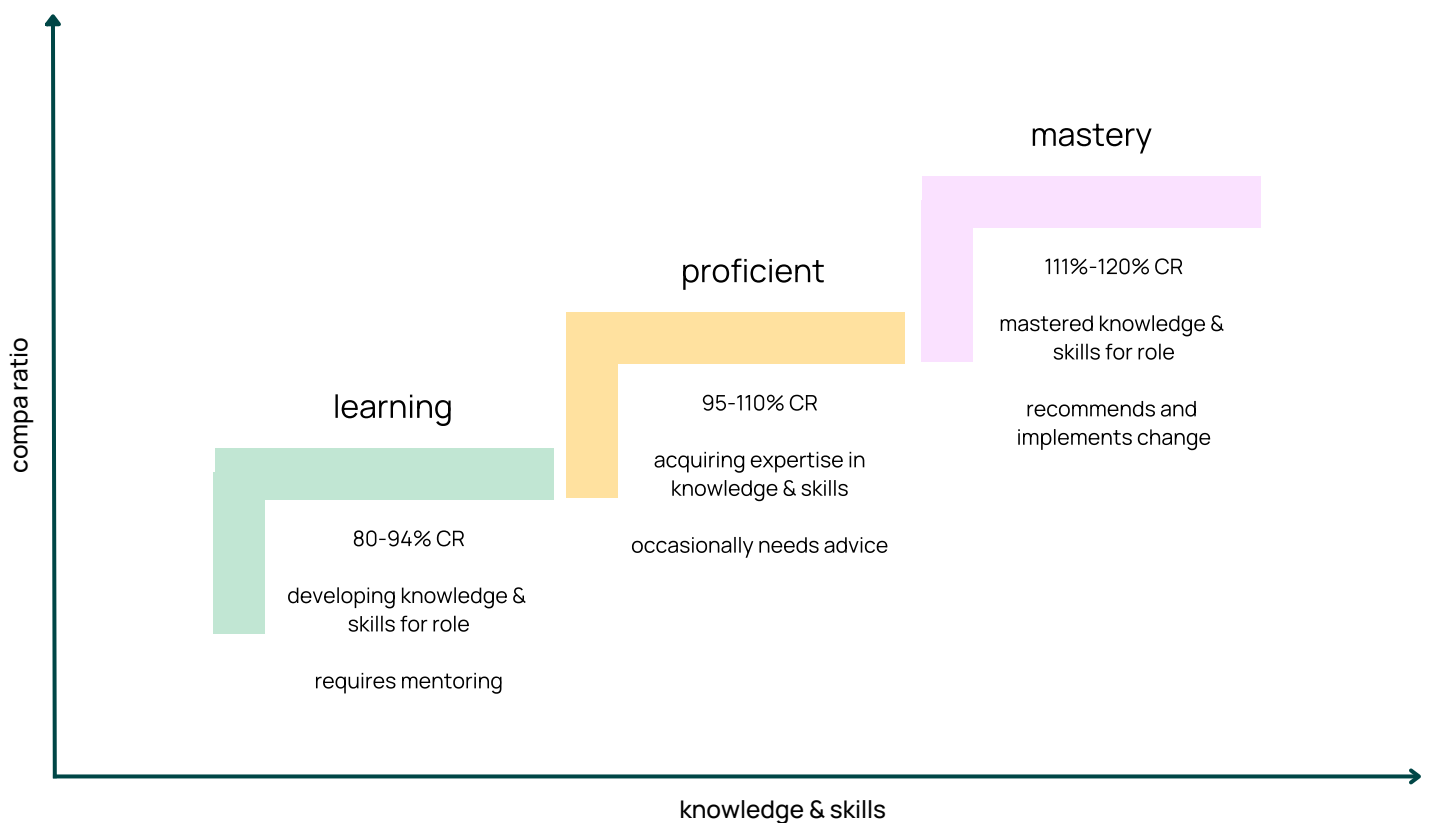 mastery
111%-120% CR
mastered knowledge &
skills for role
recommends and
implements change
proficient
95-110% CR
acquiring expertise in
knowledge & skills
occasionally needs advice
learning
80-94% CR
developing knowledge &
skills for role
requires mentoring
compa ratio
knowledge & skills